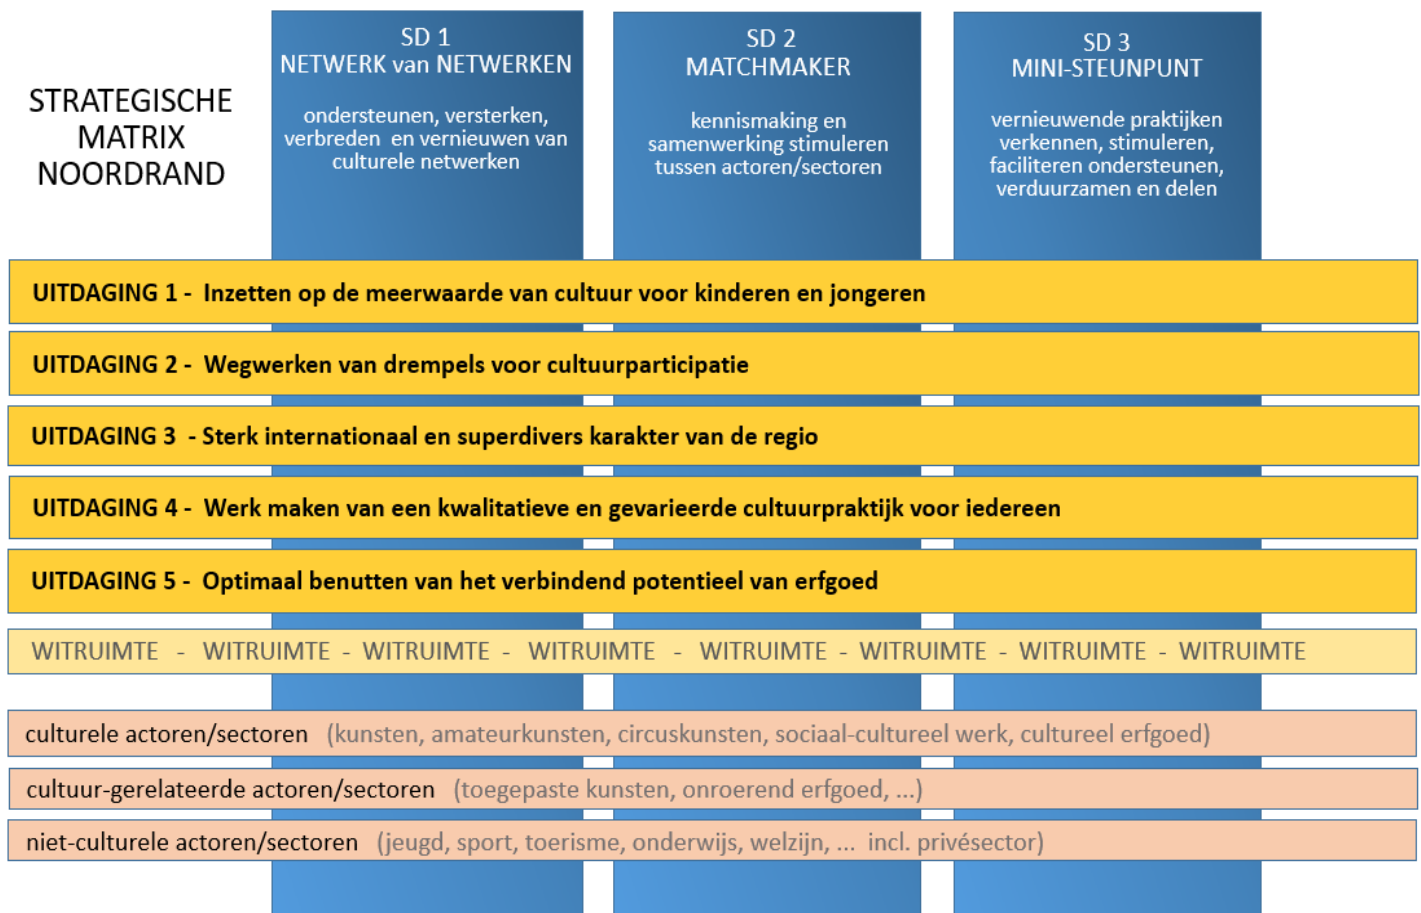 STRATEGISCHE
MATRIX
NOORDRAND
SD 1
NETWERK van NETWERKEN
ondersteunen, versterken,
verbreden en vernieuwen van
culturele netwerken
SD 2
MATCHMAKER
kennismaking en
samenwerking stimuleren
tussen actoren/sectoren
SD 3
MINI-STEUNPUNT
vernieuwende praktijken
verkennen, stimuleren,
faciliteren ondersteunen,
verduurzamen en delen
UITDAGING 1 - Inzetten op de meerwaarde van cultuur voor kinderen en jongeren
UITDAGING 2 - Wegwerken van drempels voor cultuurparticipatie
UITDAGING 3 - Sterk internationaal en superdivers karakter van de regio
UITDAGING 4 - Werk maken van een kwalitatieve en gevarieerde cultuurpraktijk voor iedereen
UITDAGING 5 - Optimaal benutten van het verbindend potentieel van erfgoed
WITRUIMTE - WITRUIMTE - WITRUIMTE - WITRUIMTE - WITRUIMTE - WITRUIMTE - WITRUIMTE - WITRUIMTE
culturele actoren/sectoren (kunsten, amateurkunsten, circuskunsten, sociaal-cultureel werk, cultureel erfgoed)
cultuur-gerelateerde actoren/sectoren (toegepaste kunsten, onroerend erfgoed, ...)
niet-culturele actoren/sectoren (jeugd, sport, toerisme, onderwijs, welzijn, ... incl. privésector)